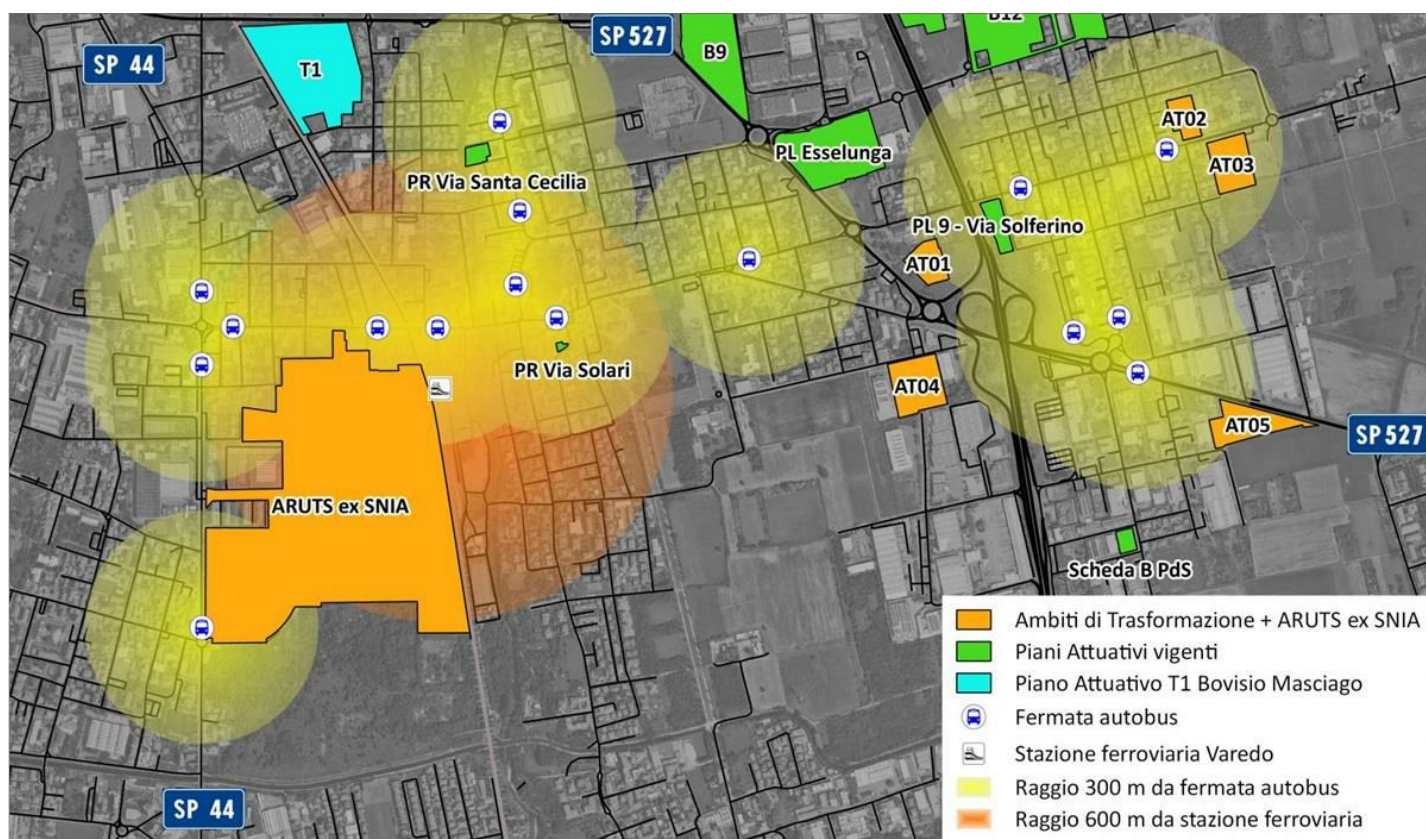 B12
SP 527
B9
SP 44
T1
AT02
PL Esselunga
AT03
PR Via Santa Cecilia
PL 9 - Via Solferino
AT01
PR Via Solari
AT04
AT05
SP 527
ARUTS ex SNIA
Scheda B PdS
SP 44
Ambiti di Trasformazione + ARUTS ex SNIA
Piani Attuativi vigenti
Piano Attuativo T1 Bovisio Masciago
Fermata autobus
Stazione ferroviaria Varedo
Raggio 300 m da fermata autobus
Raggio 600 m da stazione ferroviaria